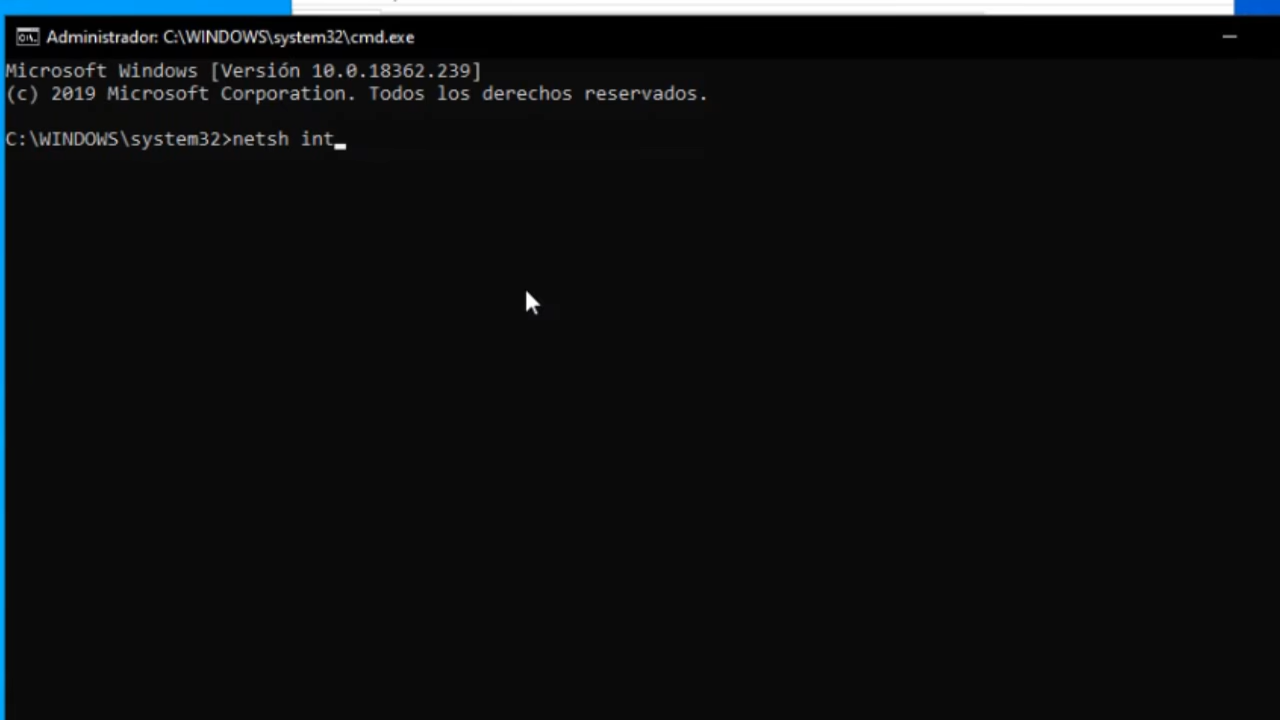 Administrador: C:\WINDOWS\system32\cmd.exe
Microsoft Windows [Versión 10.0.18362.239]
(c) 2019 Microsoft Corporation. Todos los derechos reservados.
C:\WINDOWS\system32>netsh int